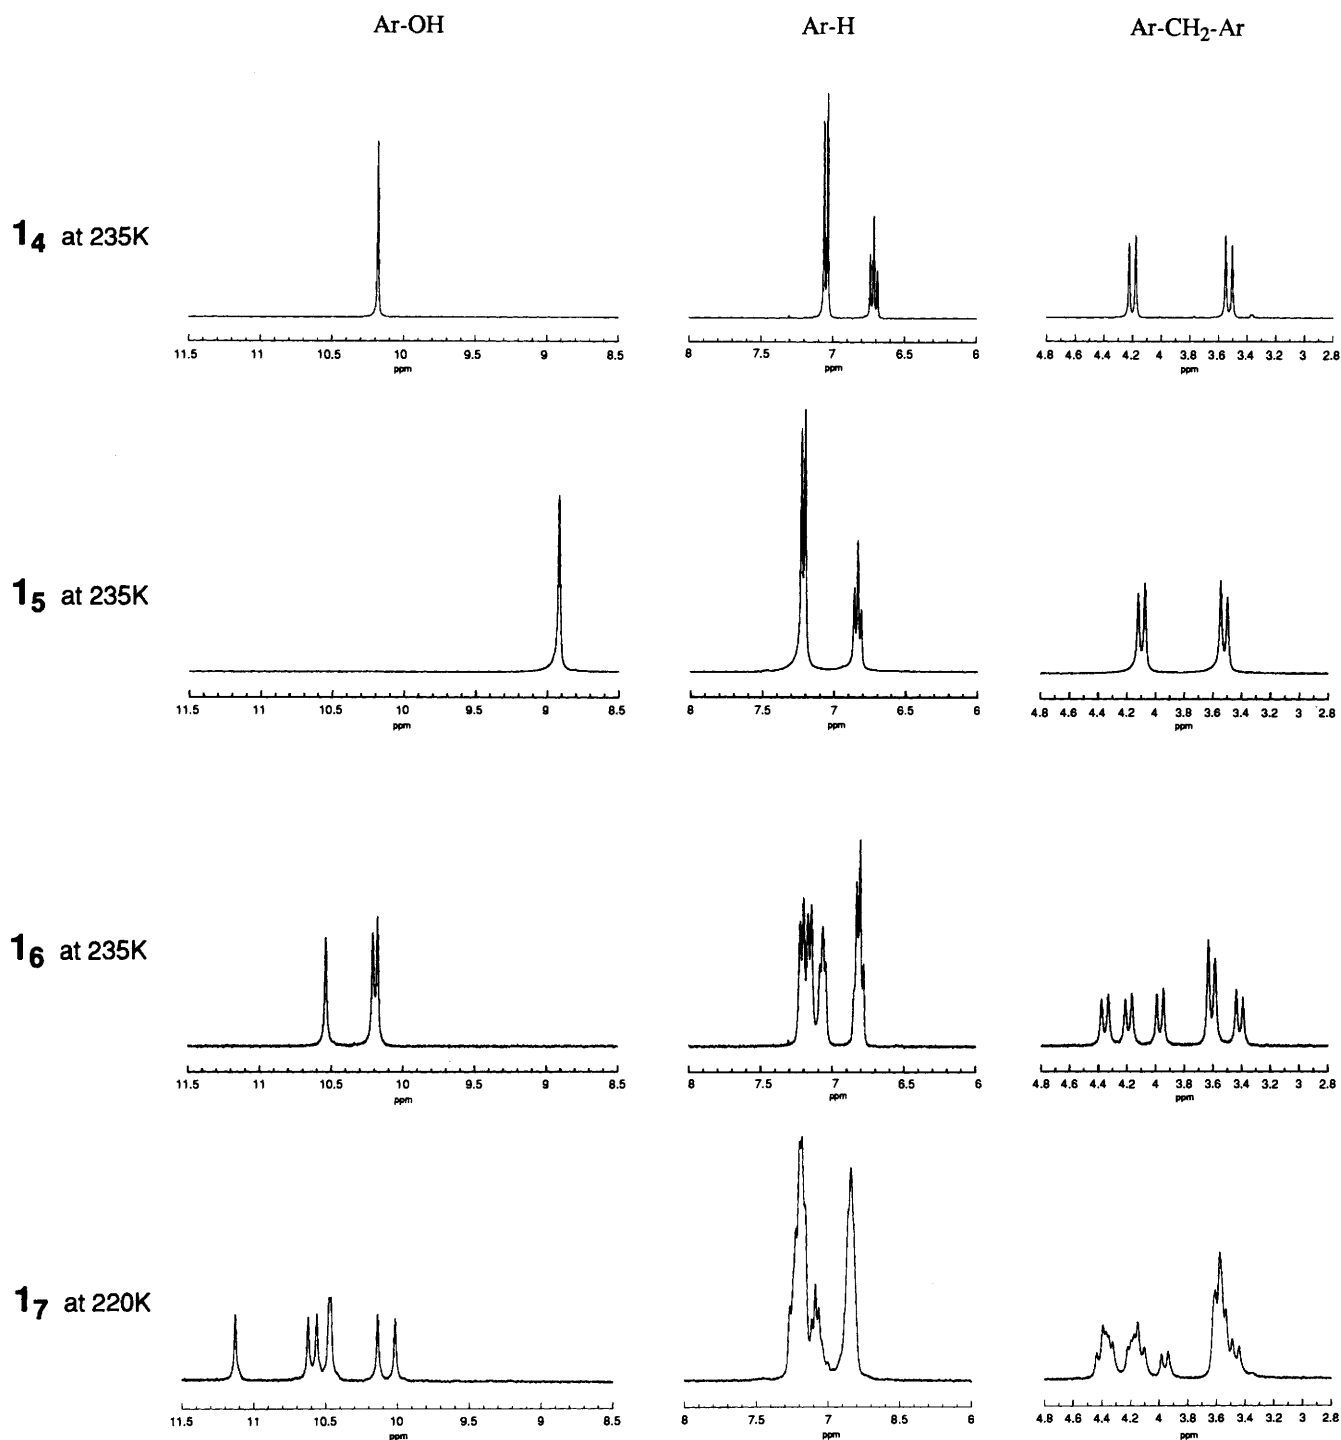 Ar-OH Ar-H Ar-CH2-Ar
14 at 235K
11.5 11 10.5 10 9.5 9 8.5
ppm
8 7.5 7 6.5 6
ppm
4.8 4.6 4.4 4.2 4 3.8 3.6 3.4 3.2 3 2.8
ppm
15 at 235K
11.5 11 10.5 10 9.5 9 8.5
ppm
8 7.5 7 6.5 6
ppm
4.8 4.6 4.4 4.2 4 3.8 3.6 3.4 3.2 3 2.8
ppm
16 at 235K
11.5 11 10.5 10 9.5 9 8.5
ppm
8 7.5 7 6.5 6
ppm
4.8 4.6 4.4 4.2 4 3.8 3.6 3.4 3.2 3 2.8
ppm
17 at 220K
11.5 11 10.5 10 9.5 9 8.5
ppm
8 7.5 7 6.5 6
ppm
4.8 4.6 4.4 4.2 4 3.8 3.6 3.4 3.2 3 2.8
ppm